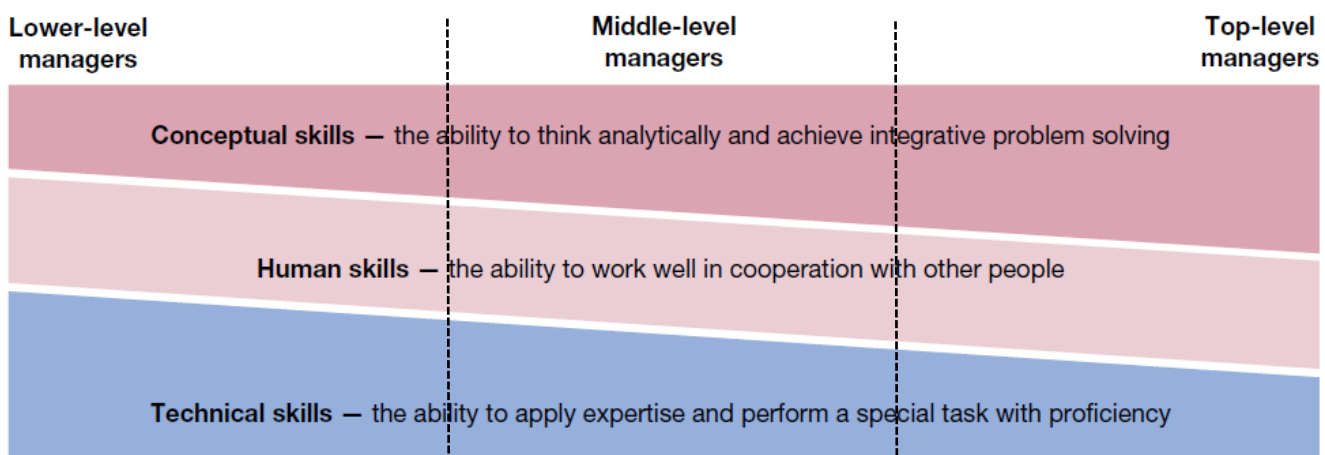 Lower-level
managers
Middle-level
managers
Top-level
managers
Conceptual skills — the ability to think analytically and achieve integrative problem solving
Human skills — the ability to work well in cooperation with other people
Technical skills — the ability to apply expertise and perform a special task with proficiency